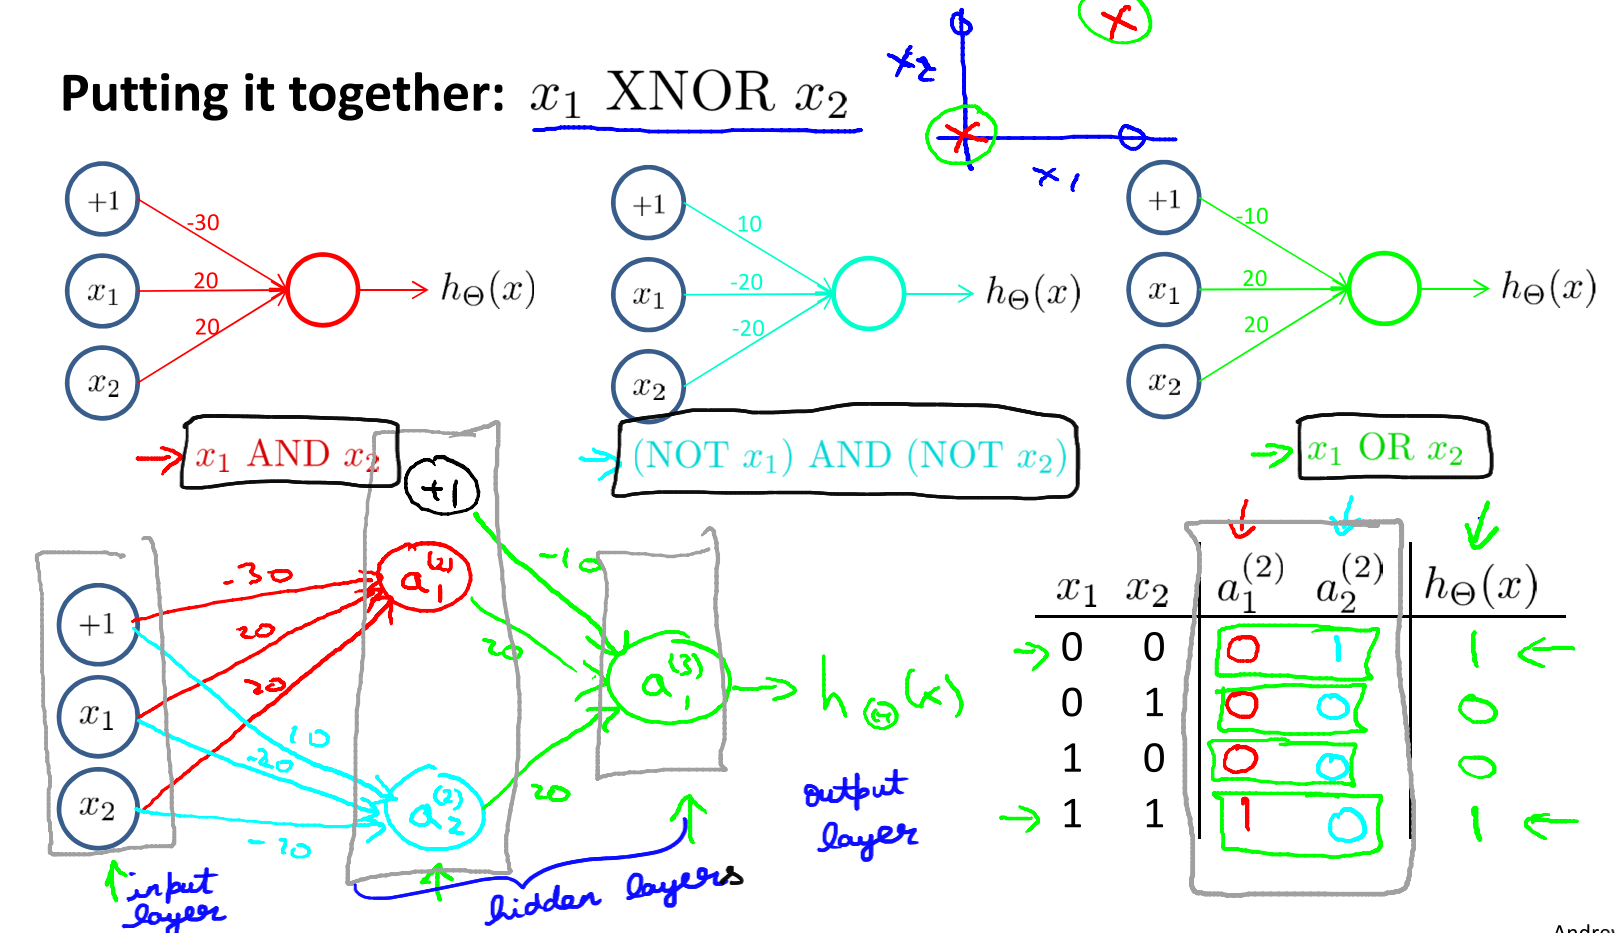 Putting it together: x₁ XNOR x₂
x₂
x₁
+1
x₁
x₂
-30
20
20
hΘ(x)
+1
x₁
x₂
10
-20
-20
hΘ(x)
+1
x₁
x₂
-10
20
20
hΘ(x)
x₁ AND x₂
(NOT x₁) AND (NOT x₂)
x₁ OR x₂
+1
+1
x₁
x₂
-30
20
20
10
-20
-20
a₁⁽²⁾
a₂⁽²⁾
-10
20
20
a₁⁽³⁾
hΘ(x)
input
layer
hidden layers
output
layer
x₁ x₂ a₁⁽²⁾ a₂⁽²⁾ hΘ(x)
0 0 0 1 1
0 1 0 0 0
1 0 0 0 0
1 1 1 0 1